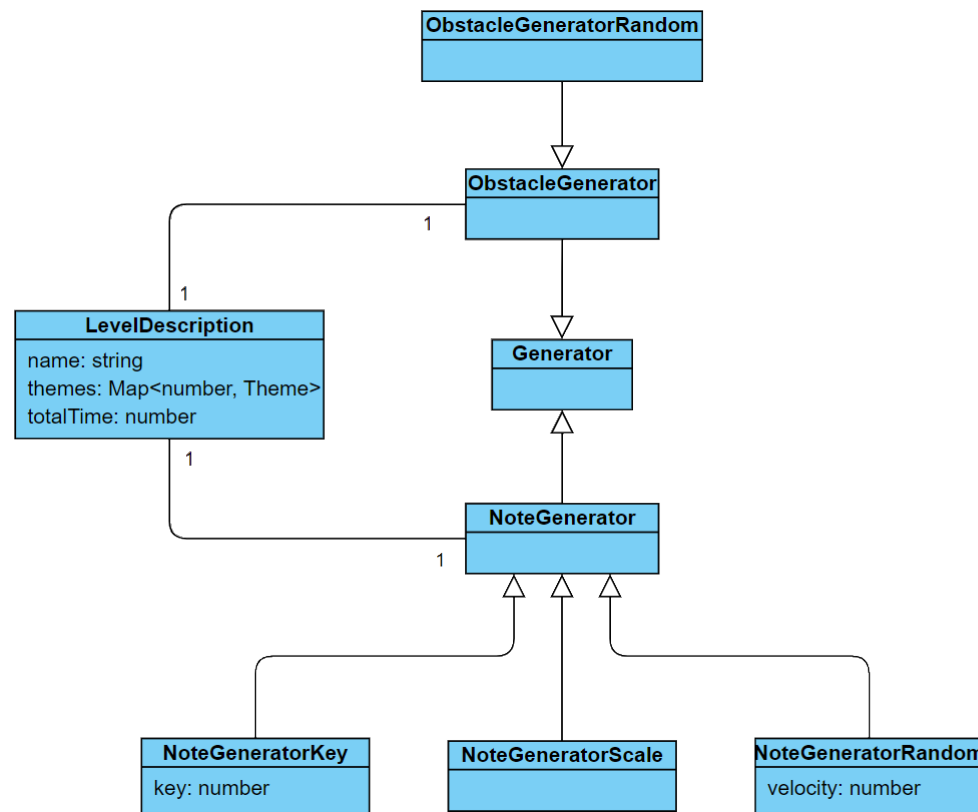 ObstacleGeneratorRandom
ObstacleGenerator
1
1
LevelDescription
name: string
themes: Map<number, Theme>
totalTime: number
Generator
1
NoteGenerator
1
NoteGeneratorKey
key: number
NoteGeneratorScale
NoteGeneratorRandom
velocity: number